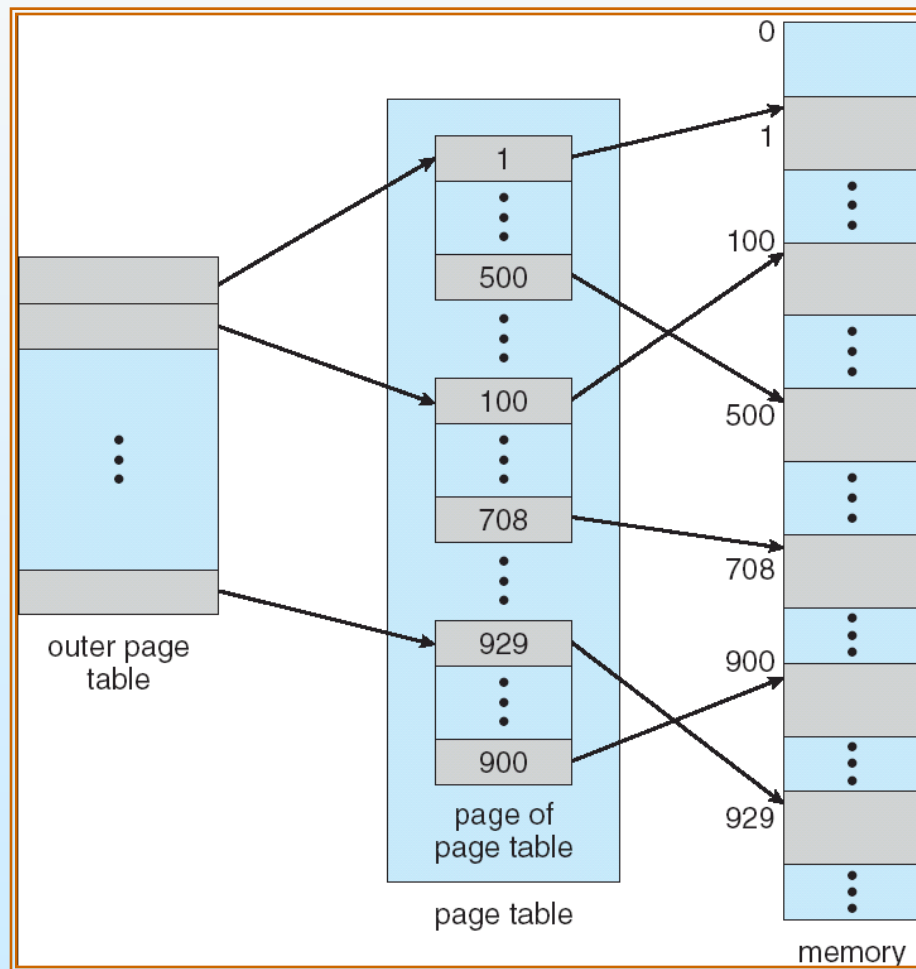 outer page
table
1
500
100
708
929
900
page of
page table
page table
0
1
100
500
708
900
929
memory